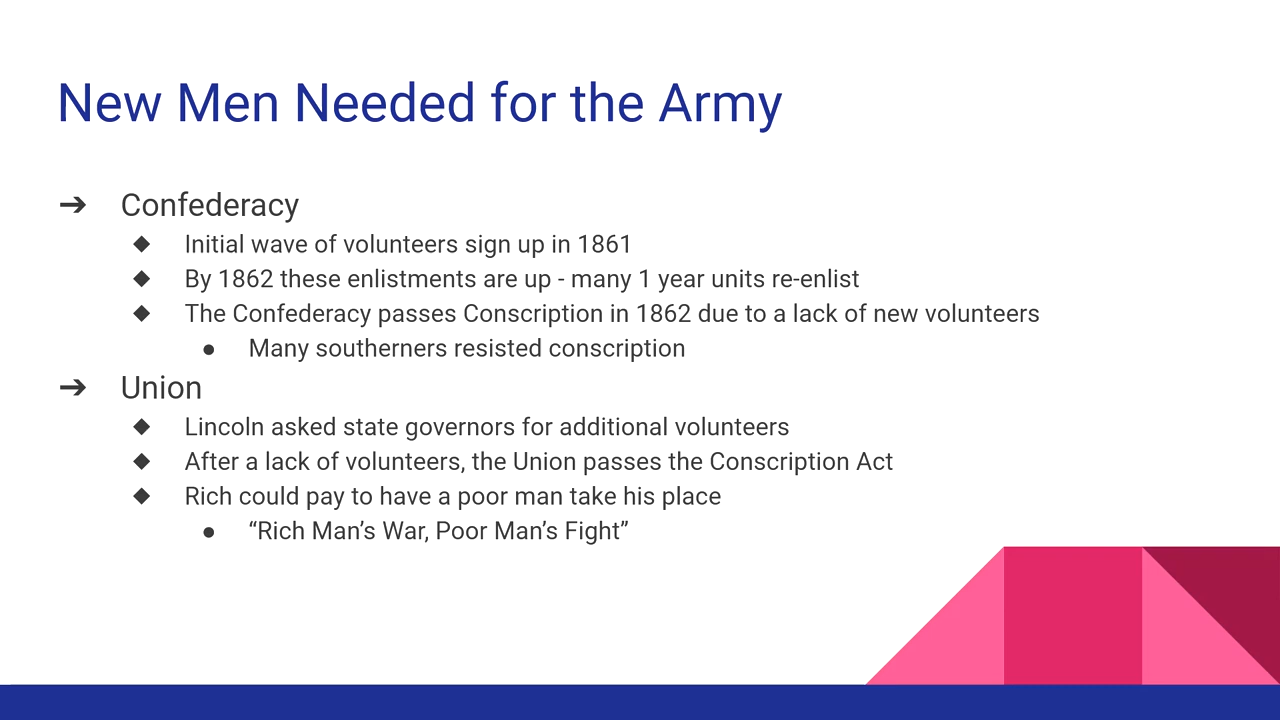 New Men Needed for the Army
➔ Confederacy
◆ Initial wave of volunteers sign up in 1861
◆ By 1862 these enlistments are up - many 1 year units re-enlist
◆ The Confederacy passes Conscription in 1862 due to a lack of new volunteers
● Many southerners resisted conscription
➔ Union
◆ Lincoln asked state governors for additional volunteers
◆ After a lack of volunteers, the Union passes the Conscription Act
◆ Rich could pay to have a poor man take his place
● “Rich Man’s War, Poor Man’s Fight”